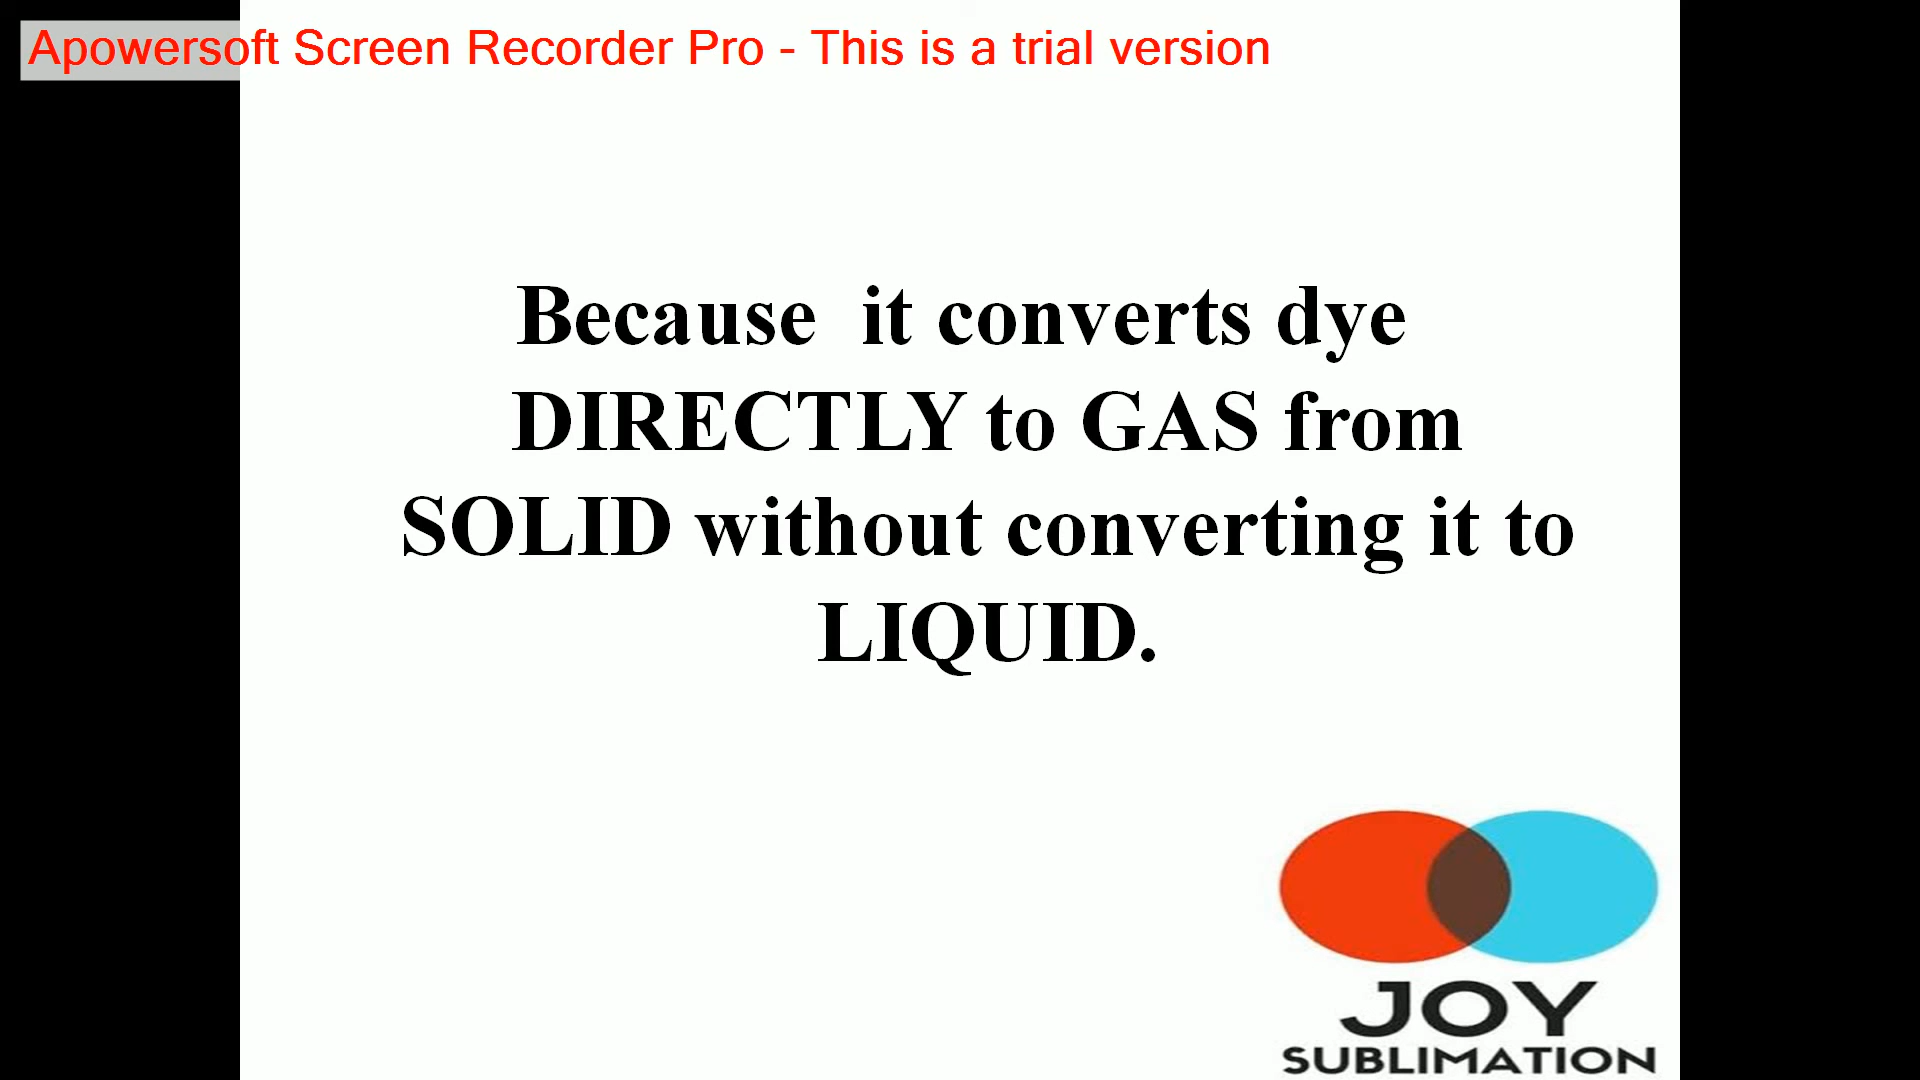 Apowersoft Screen Recorder Pro - This is a trial version
Because  it converts dye
DIRECTLY to GAS from
SOLID without converting it to
LIQUID.
JOY
SUBLIMATION